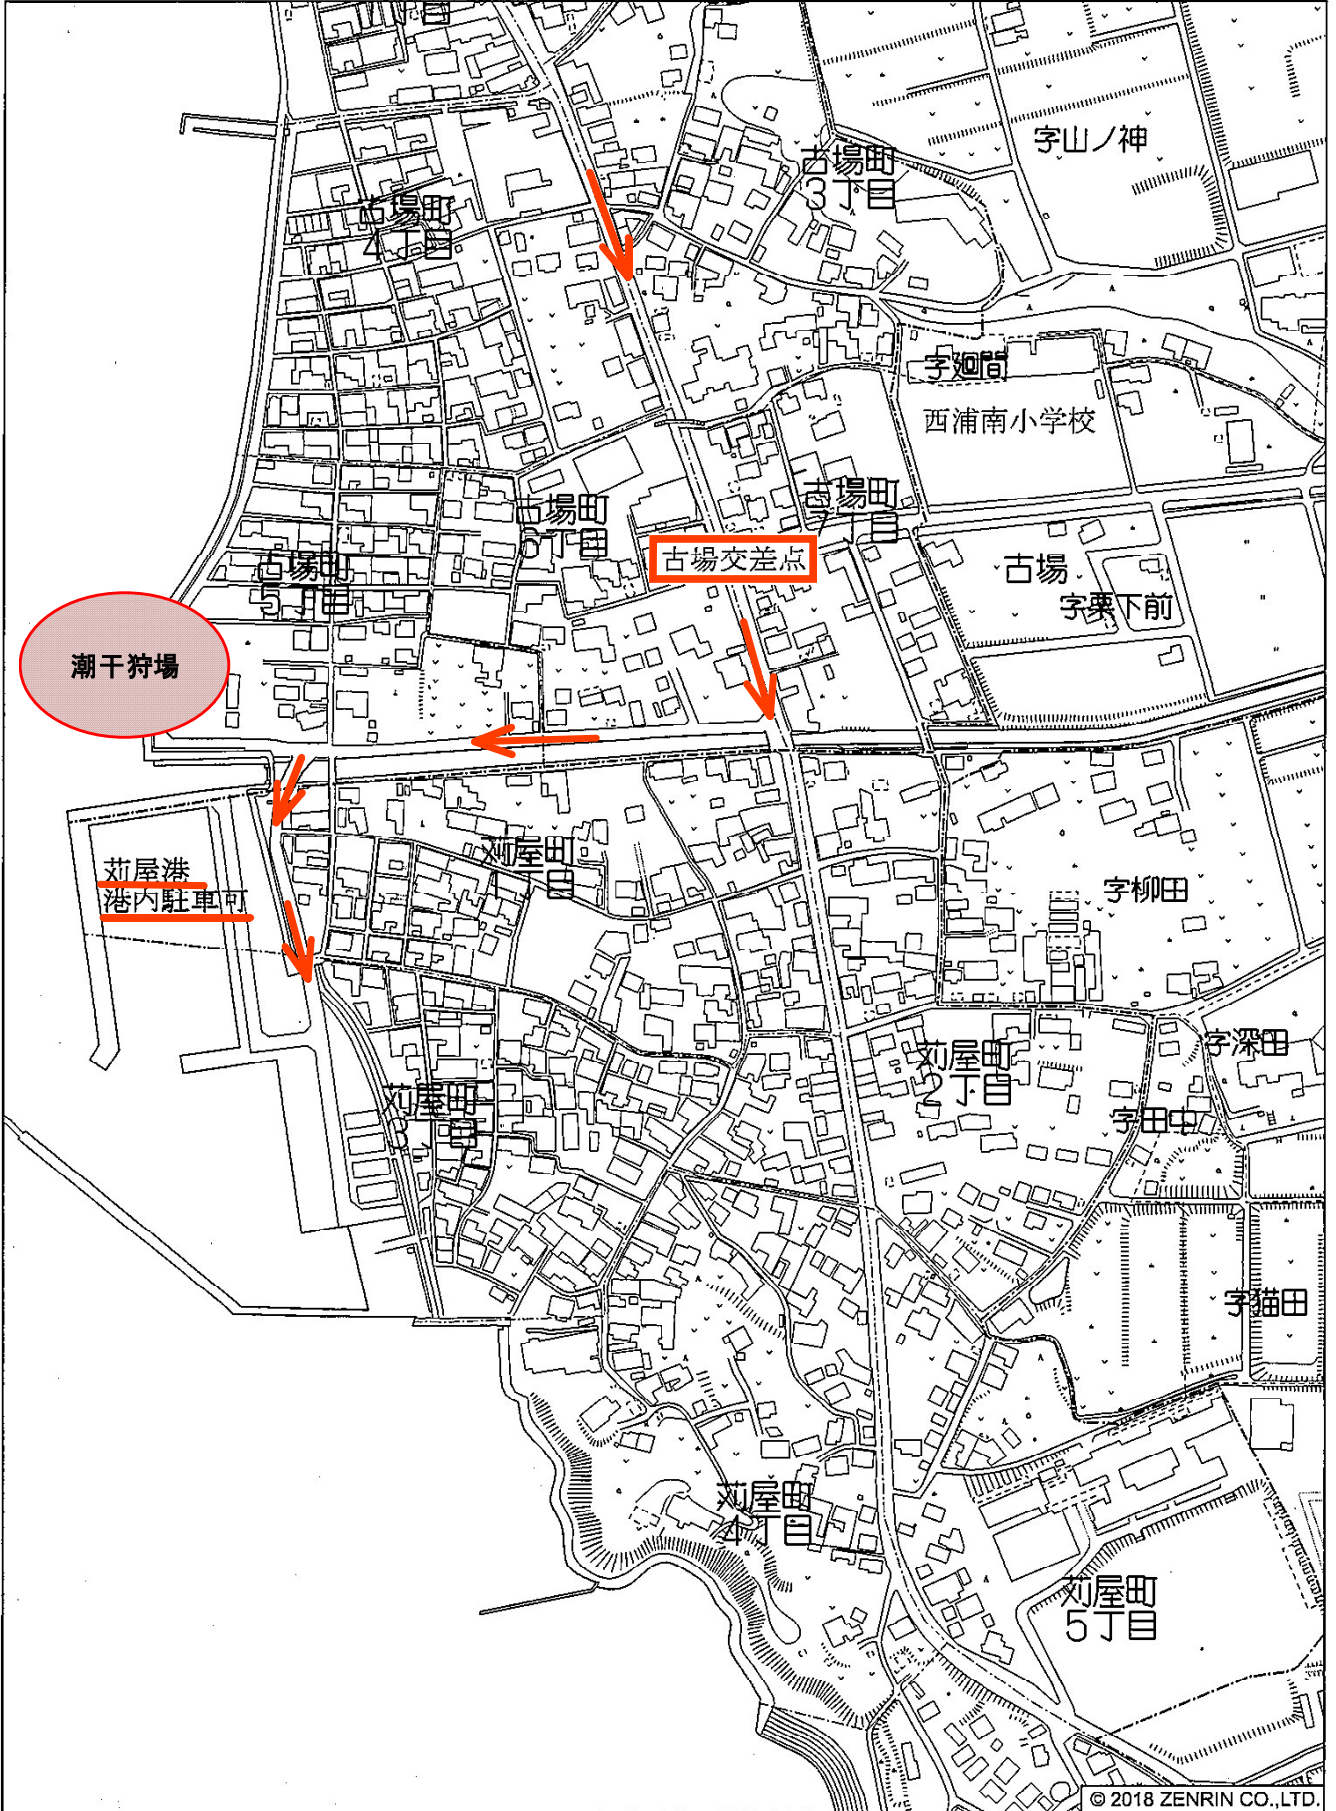 字山ノ神
古場町
3丁目
古場町
4丁目
字廻間
西浦南小学校
古場町
丁目
古場町
丁目
古場交差点
古場
字栗下前
古場町
5丁目
潮干狩場
苅屋町
丁目
苅屋港
港内駐車可
字柳田
字深田
苅屋町
2丁目
字田中
苅屋町
3丁目
字猫田
苅屋町
4丁目
苅屋町
5丁目
© 2018 ZENRIN CO.,LTD.